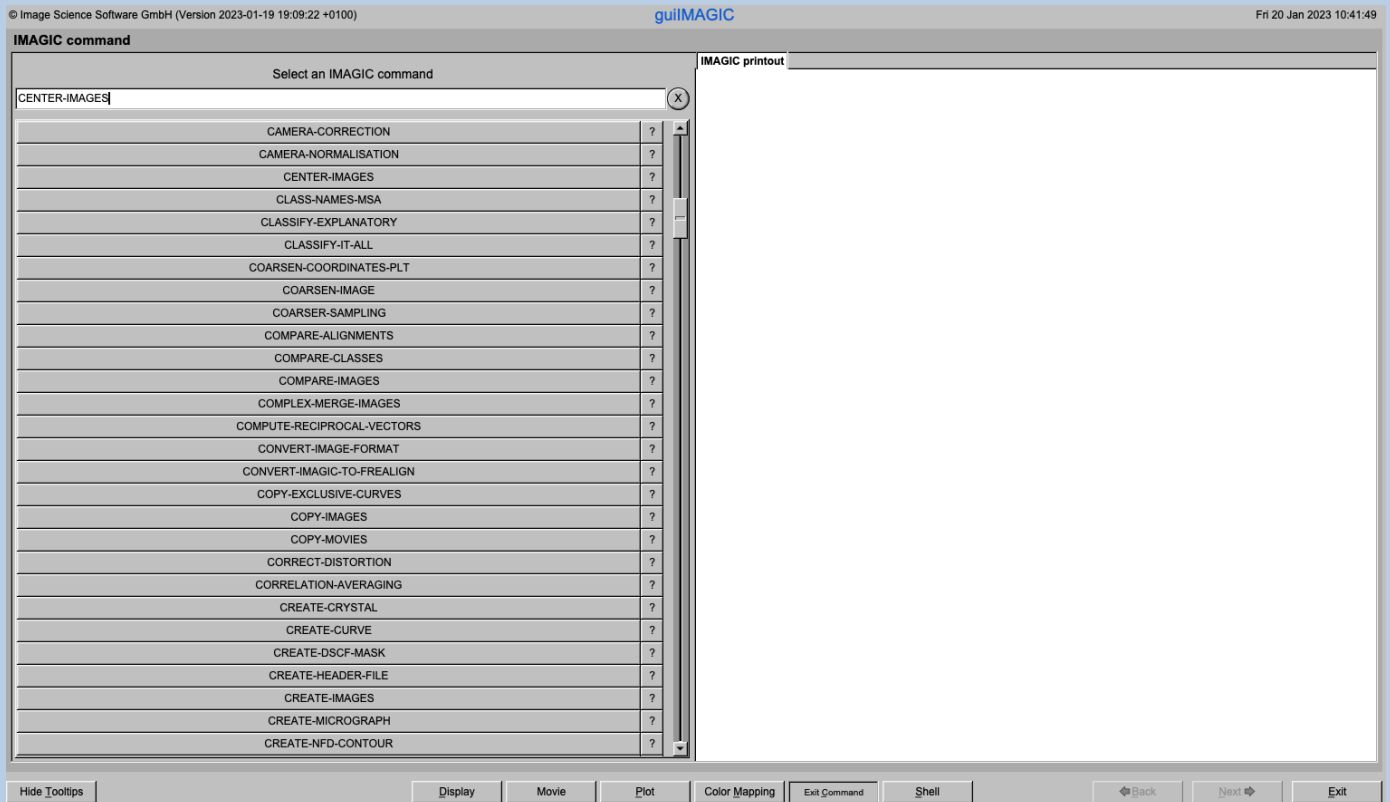 © Image Science Software GmbH (Version 2023-01-19 19:09:22 +0100)
guiIMAGIC
Fri 20 Jan 2023 10:41:49
IMAGIC command
Select an IMAGIC command
IMAGIC printout
CENTER-IMAGES
X
CAMERA-CORRECTION ?
CAMERA-NORMALISATION ?
CENTER-IMAGES ?
CLASS-NAMES-MSA ?
CLASSIFY-EXPLANATORY ?
CLASSIFY-IT-ALL ?
COARSEN-COORDINATES-PLT ?
COARSEN-IMAGE ?
COARSER-SAMPLING ?
COMPARE-ALIGNMENTS ?
COMPARE-CLASSES ?
COMPARE-IMAGES ?
COMPLEX-MERGE-IMAGES ?
COMPUTE-RECIPROCAL-VECTORS ?
CONVERT-IMAGE-FORMAT ?
CONVERT-IMAGIC-TO-FREALIGN ?
COPY-EXCLUSIVE-CURVES ?
COPY-IMAGES ?
COPY-MOVIES ?
CORRECT-DISTORTION ?
CORRELATION-AVERAGING ?
CREATE-CRYSTAL ?
CREATE-CURVE ?
CREATE-DSCF-MASK ?
CREATE-HEADER-FILE ?
CREATE-IMAGES ?
CREATE-MICROGRAPH ?
CREATE-NFD-CONTOUR ?
Hide Tooltips
Display
Movie
Plot
Color Mapping
Exit Command
Shell
Back
Next
Exit